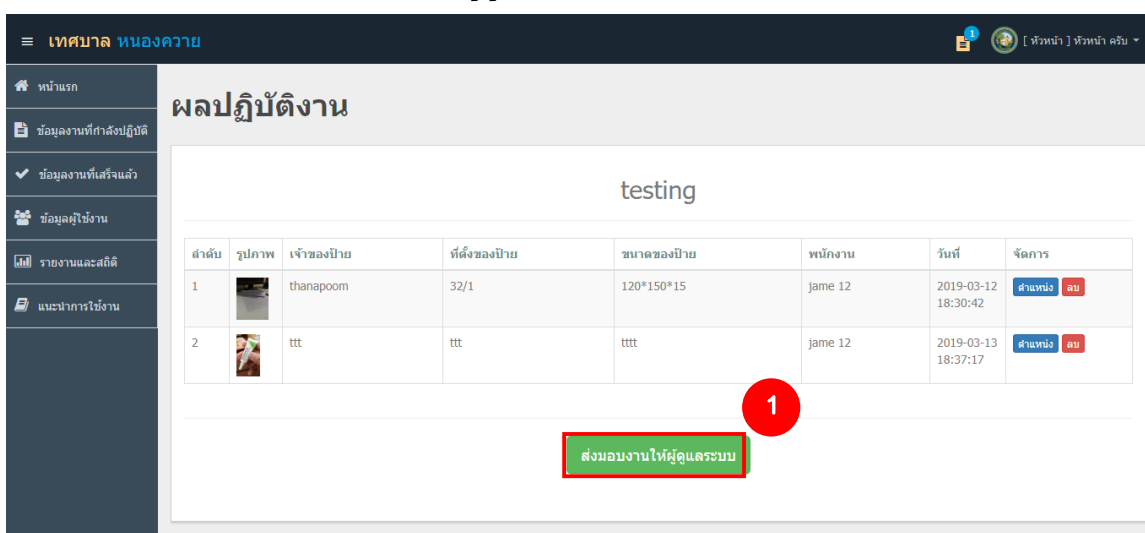 เทศบาล หนองควาย
1
[ หัวหน้า ] หัวหน้า ครับ
หน้าแรก
ข้อมูลงานที่กำลังปฏิบัติ
ข้อมูลงานที่เสร็จแล้ว
ข้อมูลผู้ใช้งาน
รายงานและสถิติ
แนะนำการใช้งาน
ผลปฏิบัติงาน
testing
ลำดับ รูปภาพ เจ้าของป้าย ที่ตั้งของป้าย ขนาดของป้าย พนักงาน วันที่ จัดการ
1 thanapoom 32/1 120*150*15 jame 12 2019-03-12 18:30:42 ตำแหน่ง ลบ
2 ttt ttt tttt jame 12 2019-03-13 18:37:17 ตำแหน่ง ลบ
1
ส่งมอบงานให้ผู้ดูแลระบบ